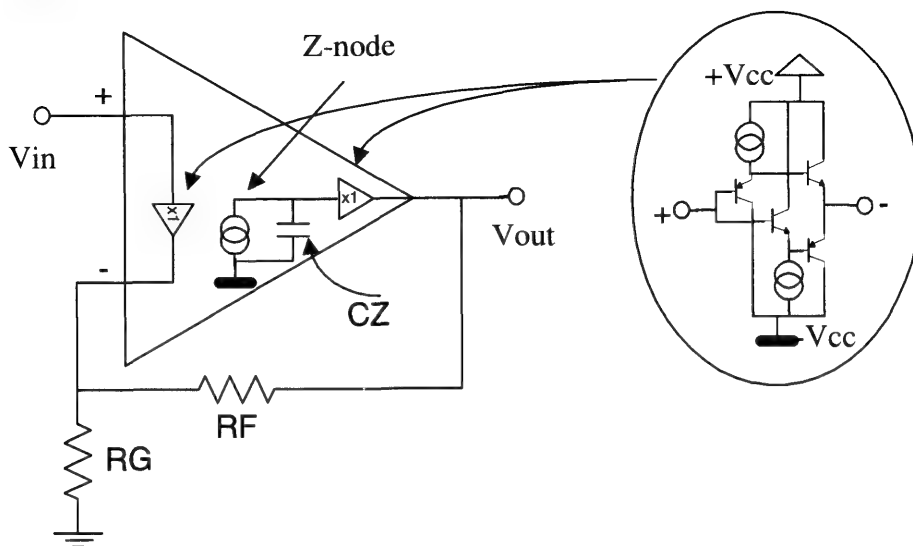 Z-node
+Vcc
+
Vin
x1
x1
+
-
Vout
-
CZ
-Vcc
RF
RG